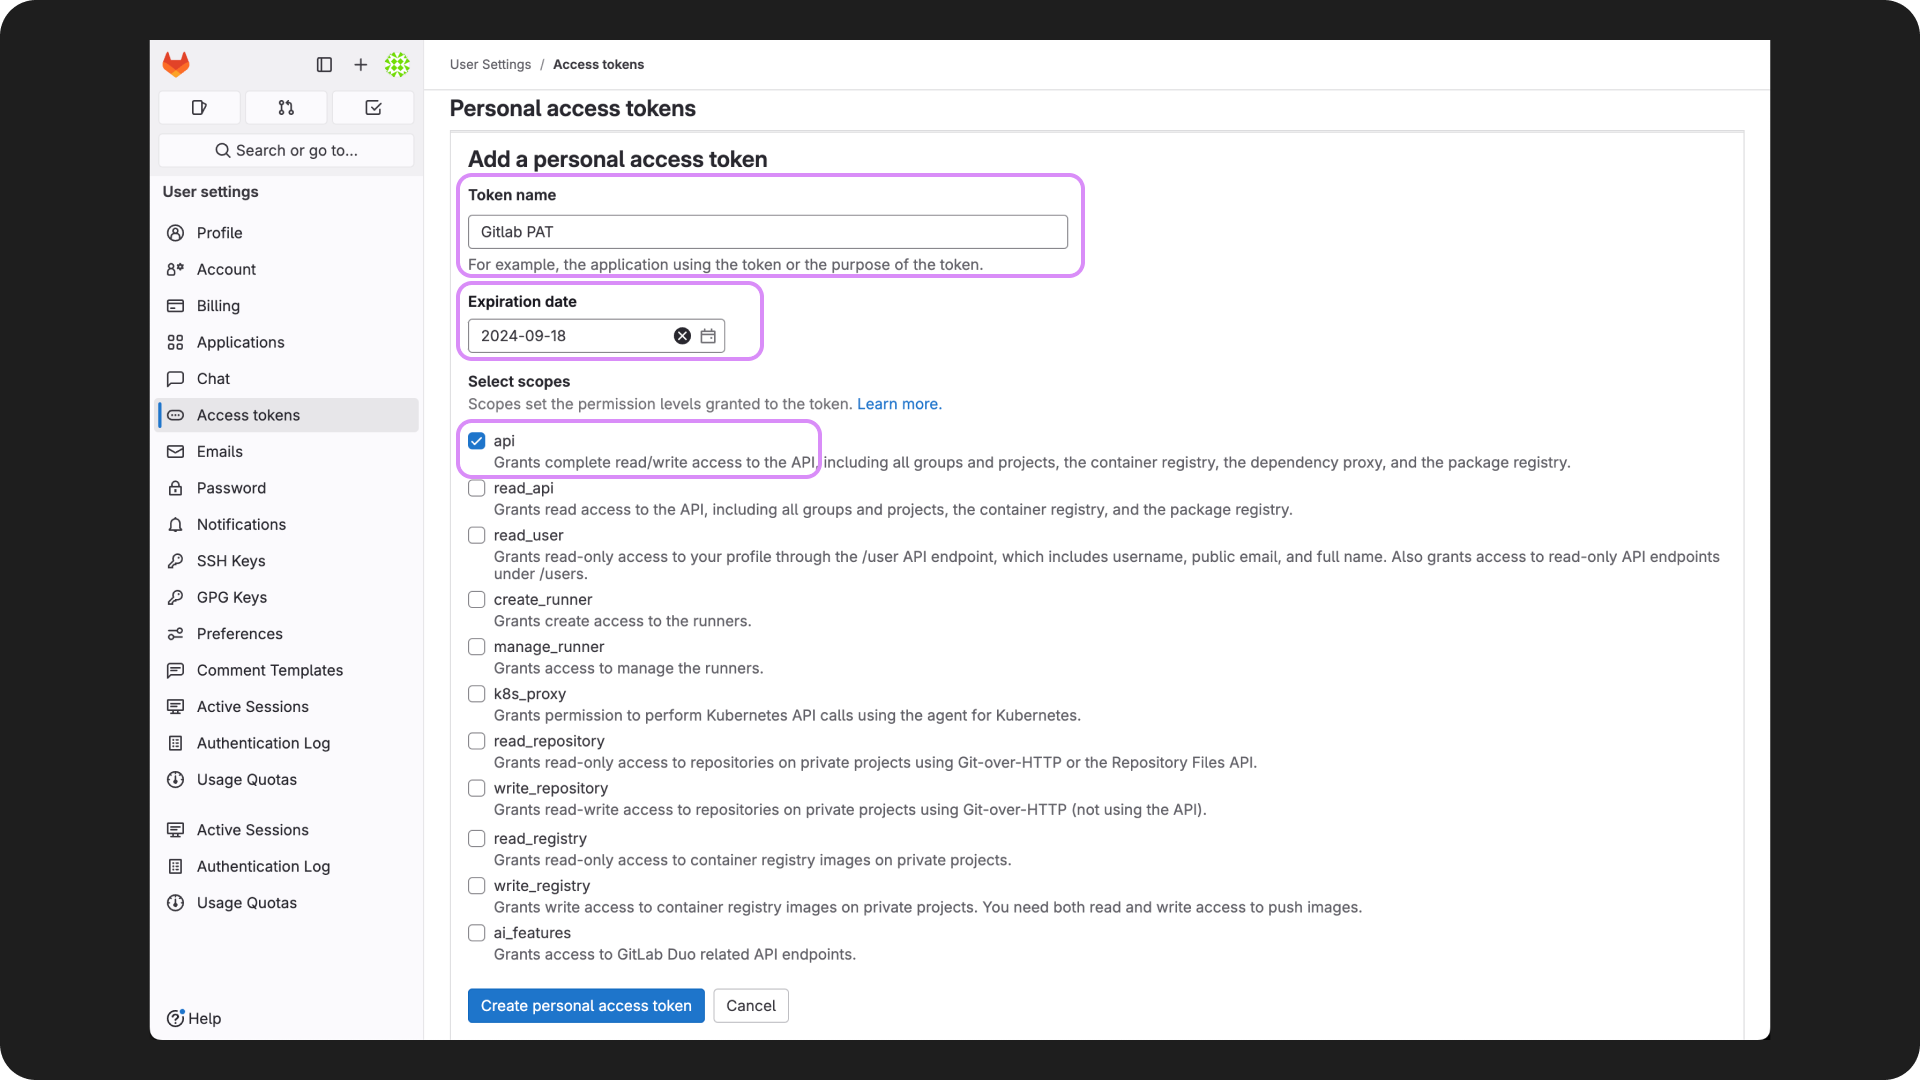 Search or go to...
User settings
Profile
Account
Billing
Applications
Chat
Access tokens
Emails
Password
Notifications
SSH Keys
GPG Keys
Preferences
Comment Templates
Active Sessions
Authentication Log
Usage Quotas
Active Sessions
Authentication Log
Usage Quotas
Help
User Settings / Access tokens
Personal access tokens
Add a personal access token
Token name
Gitlab PAT
For example, the application using the token or the purpose of the token.
Expiration date
2024-09-18
Select scopes
Scopes set the permission levels granted to the token. Learn more.
api
Grants complete read/write access to the API, including all groups and projects, the container registry, the dependency proxy, and the package registry.
read_api
Grants read access to the API, including all groups and projects, the container registry, and the package registry.
read_user
Grants read-only access to your profile through the /user API endpoint, which includes username, public email, and full name. Also grants access to read-only API endpoints
under /users.
create_runner
Grants create access to the runners.
manage_runner
Grants access to manage the runners.
k8s_proxy
Grants permission to perform Kubernetes API calls using the agent for Kubernetes.
read_repository
Grants read-only access to repositories on private projects using Git-over-HTTP or the Repository Files API.
write_repository
Grants read-write access to repositories on private projects using Git-over-HTTP (not using the API).
read_registry
Grants read-only access to container registry images on private projects.
write_registry
Grants write access to container registry images on private projects. You need both read and write access to push images.
ai_features
Grants access to GitLab Duo related API endpoints.
Create personal access token
Cancel